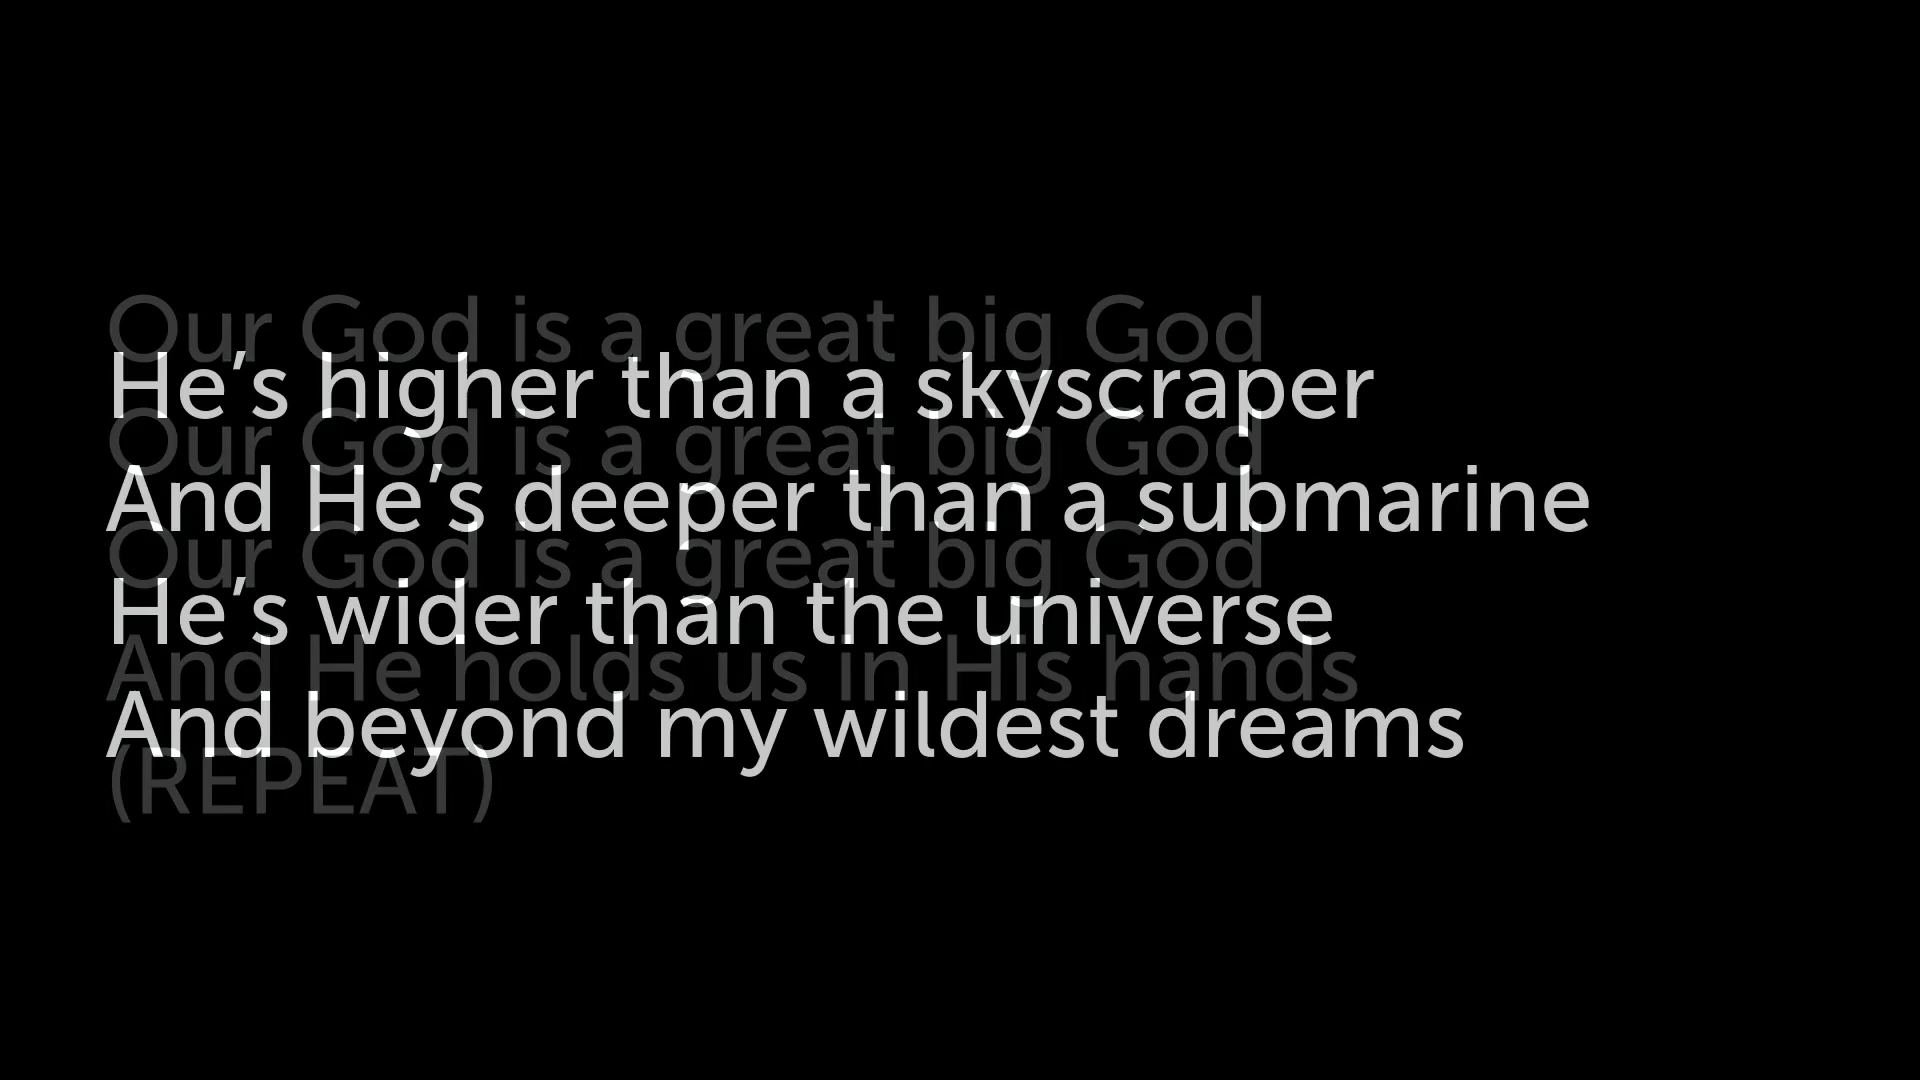 Our God is a great big God
He's higher than a skyscraper
Our God is a great big God
And He's deeper than a submarine
Our God is a great big God
He's wider than the universe
And He holds us in His hands
And beyond my wildest dreams
(REPEAT)